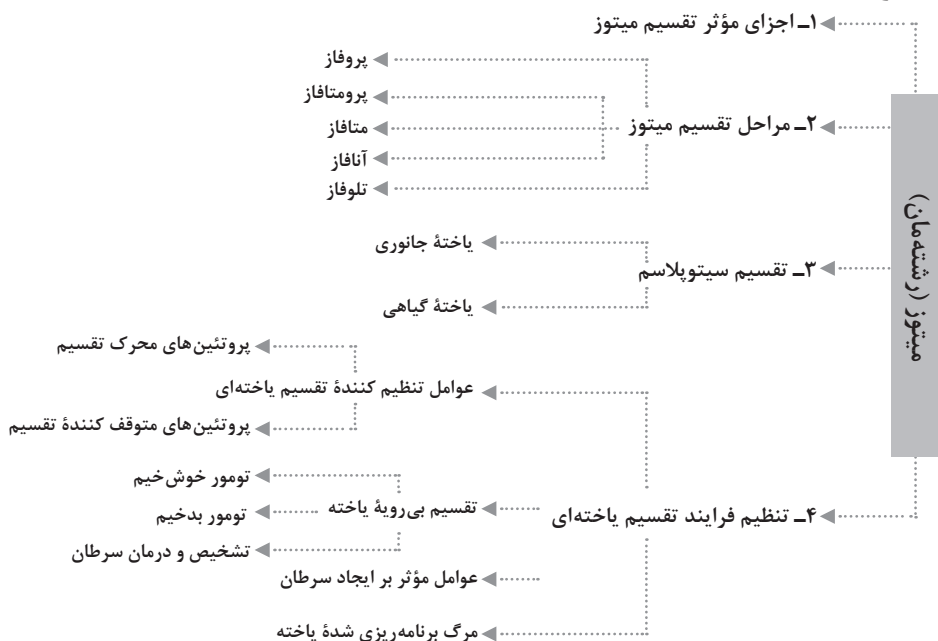 میتوز (رشته‌مان)
۱ـ اجزای مؤثر تقسیم میتوز
۲ـ مراحل تقسیم میتوز
پروفاز
پرومتافاز
متافاز
آنافاز
تلوفاز
۳ـ تقسیم سیتوپلاسم
یاختهٔ جانوری
یاختهٔ گیاهی
۴ـ تنظیم فرایند تقسیم یاخته‌ای
عوامل تنظیم کنندهٔ تقسیم یاخته‌ای
پروتئین‌های محرک تقسیم
پروتئین‌های متوقف کنندهٔ تقسیم
تقسیم بی‌رویهٔ یاخته
تومور خوش‌خیم
تومور بدخیم
تشخیص و درمان سرطان
عوامل مؤثر بر ایجاد سرطان
مرگ برنامه‌ریزی شدهٔ یاخته